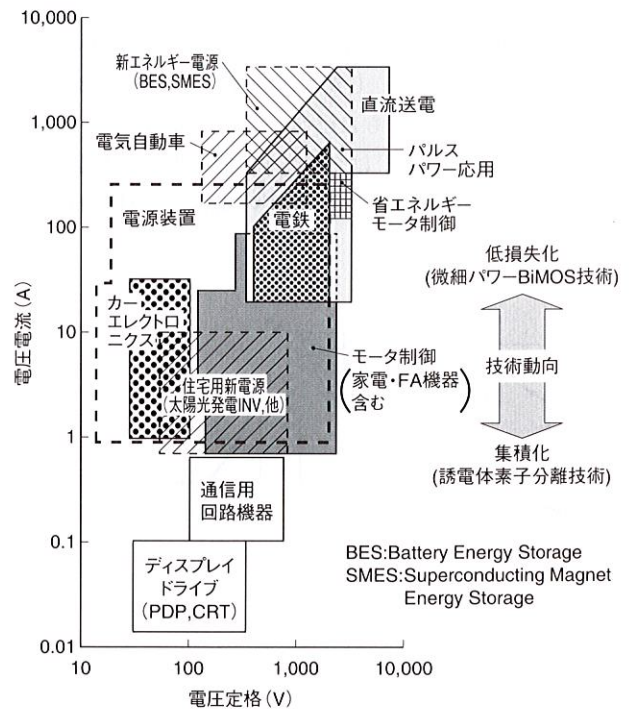 10,000
1,000
100
10
1
0.1
0.01
電圧電流(A)
10
100
1,000
10,000
電圧定格(V)
新エネルギー電源
(BES,SMES)
直流送電
電気自動車
パルス
パワー応用
電源装置
電鉄
省エネルギー
モータ制御
カー
エレクトロ
ニクス
住宅用新電源
(太陽光発電INV,他)
モータ制御
(家電・FA機器
含む)
通信用
回路機器
ディスプレイ
ドライブ
(PDP,CRT)
低損失化
(微細パワーBiMOS技術)
技術動向
集積化
(誘電体素子分離技術)
BES:Battery Energy Storage
SMES:Superconducting Magnet
Energy Storage